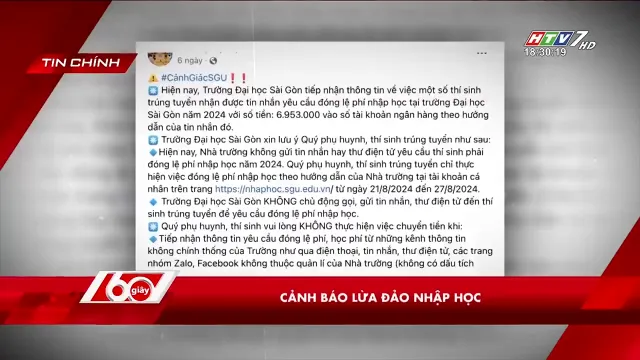 TIN CHÍNH
HTV7 HD
18:30:19
6 ngày
⚠️ #CảnhGiácSGU❗❗
Hiện nay, Trường Đại học Sài Gòn tiếp nhận thông tin về việc một số thí sinh
trúng tuyển nhận được tin nhắn yêu cầu đóng lệ phí nhập học tại trường Đại học
Sài Gòn năm 2024 với số tiền: 6.953.000 vào số tài khoản ngân hàng theo hướng
dẫn của tin nhắn đó.
Trường Đại học Sài Gòn xin lưu ý Quý phụ huynh, thí sinh trúng tuyển như sau:
🔹Hiện nay, Nhà trường không gửi tin nhắn hay thư điện tử yêu cầu thí sinh phải
đóng lệ phí nhập học năm 2024. Quý phụ huynh, thí sinh trúng tuyển chỉ thực
hiện việc đóng lệ phí nhập học theo hướng dẫn của Nhà trường tại tài khoản cá
nhân trên trang https://nhaphoc.sgu.edu.vn/ từ ngày 21/8/2024 đến 27/8/2024.
🔹 Trường Đại học Sài Gòn KHÔNG chủ động gọi, gửi tin nhắn, thư điện tử đến thí
sinh trúng tuyển để yêu cầu đóng lệ phí nhập học.
Quý phụ huynh, thí sinh vui lòng KHÔNG thực hiện việc chuyển tiền khi:
🔹Tiếp nhận thông tin yêu cầu đóng lệ phí, học phí từ những kênh thông tin
không chính thống của Trường như qua điện thoại, tin nhắn, thư điện tử, các trang
nhóm Zalo, Facebook không thuộc quản lí của Nhà trường (không có dấu tích
60 giây
CẢNH BÁO LỪA ĐẢO NHẬP HỌC